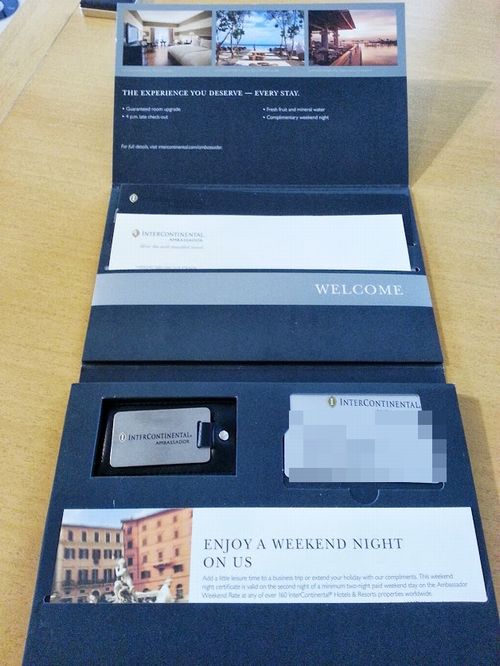 THE EXPERIENCE YOU DESERVE — EVERY STAY.
• Guaranteed room upgrade
• 4 p.m. late check-out
• Fresh fruit and mineral water
• Complimentary weekend night
For full details, visit intercontinental.com/ambassador.
INTERCONTINENTAL.
AMBASSADOR
WELCOME
INTERCONTINENTAL®
AMBASSADOR
INTERCONTINENTAL
ENJOY A WEEKEND NIGHT
ON US
Add a little leisure time to a business trip or extend your holiday with our compliments. This weekend
night certificate is valid on the second night of a minimum two-night paid weekend stay on the Ambassador
Weekend Rate at any of over 160 InterContinental® Hotels & Resorts properties worldwide.